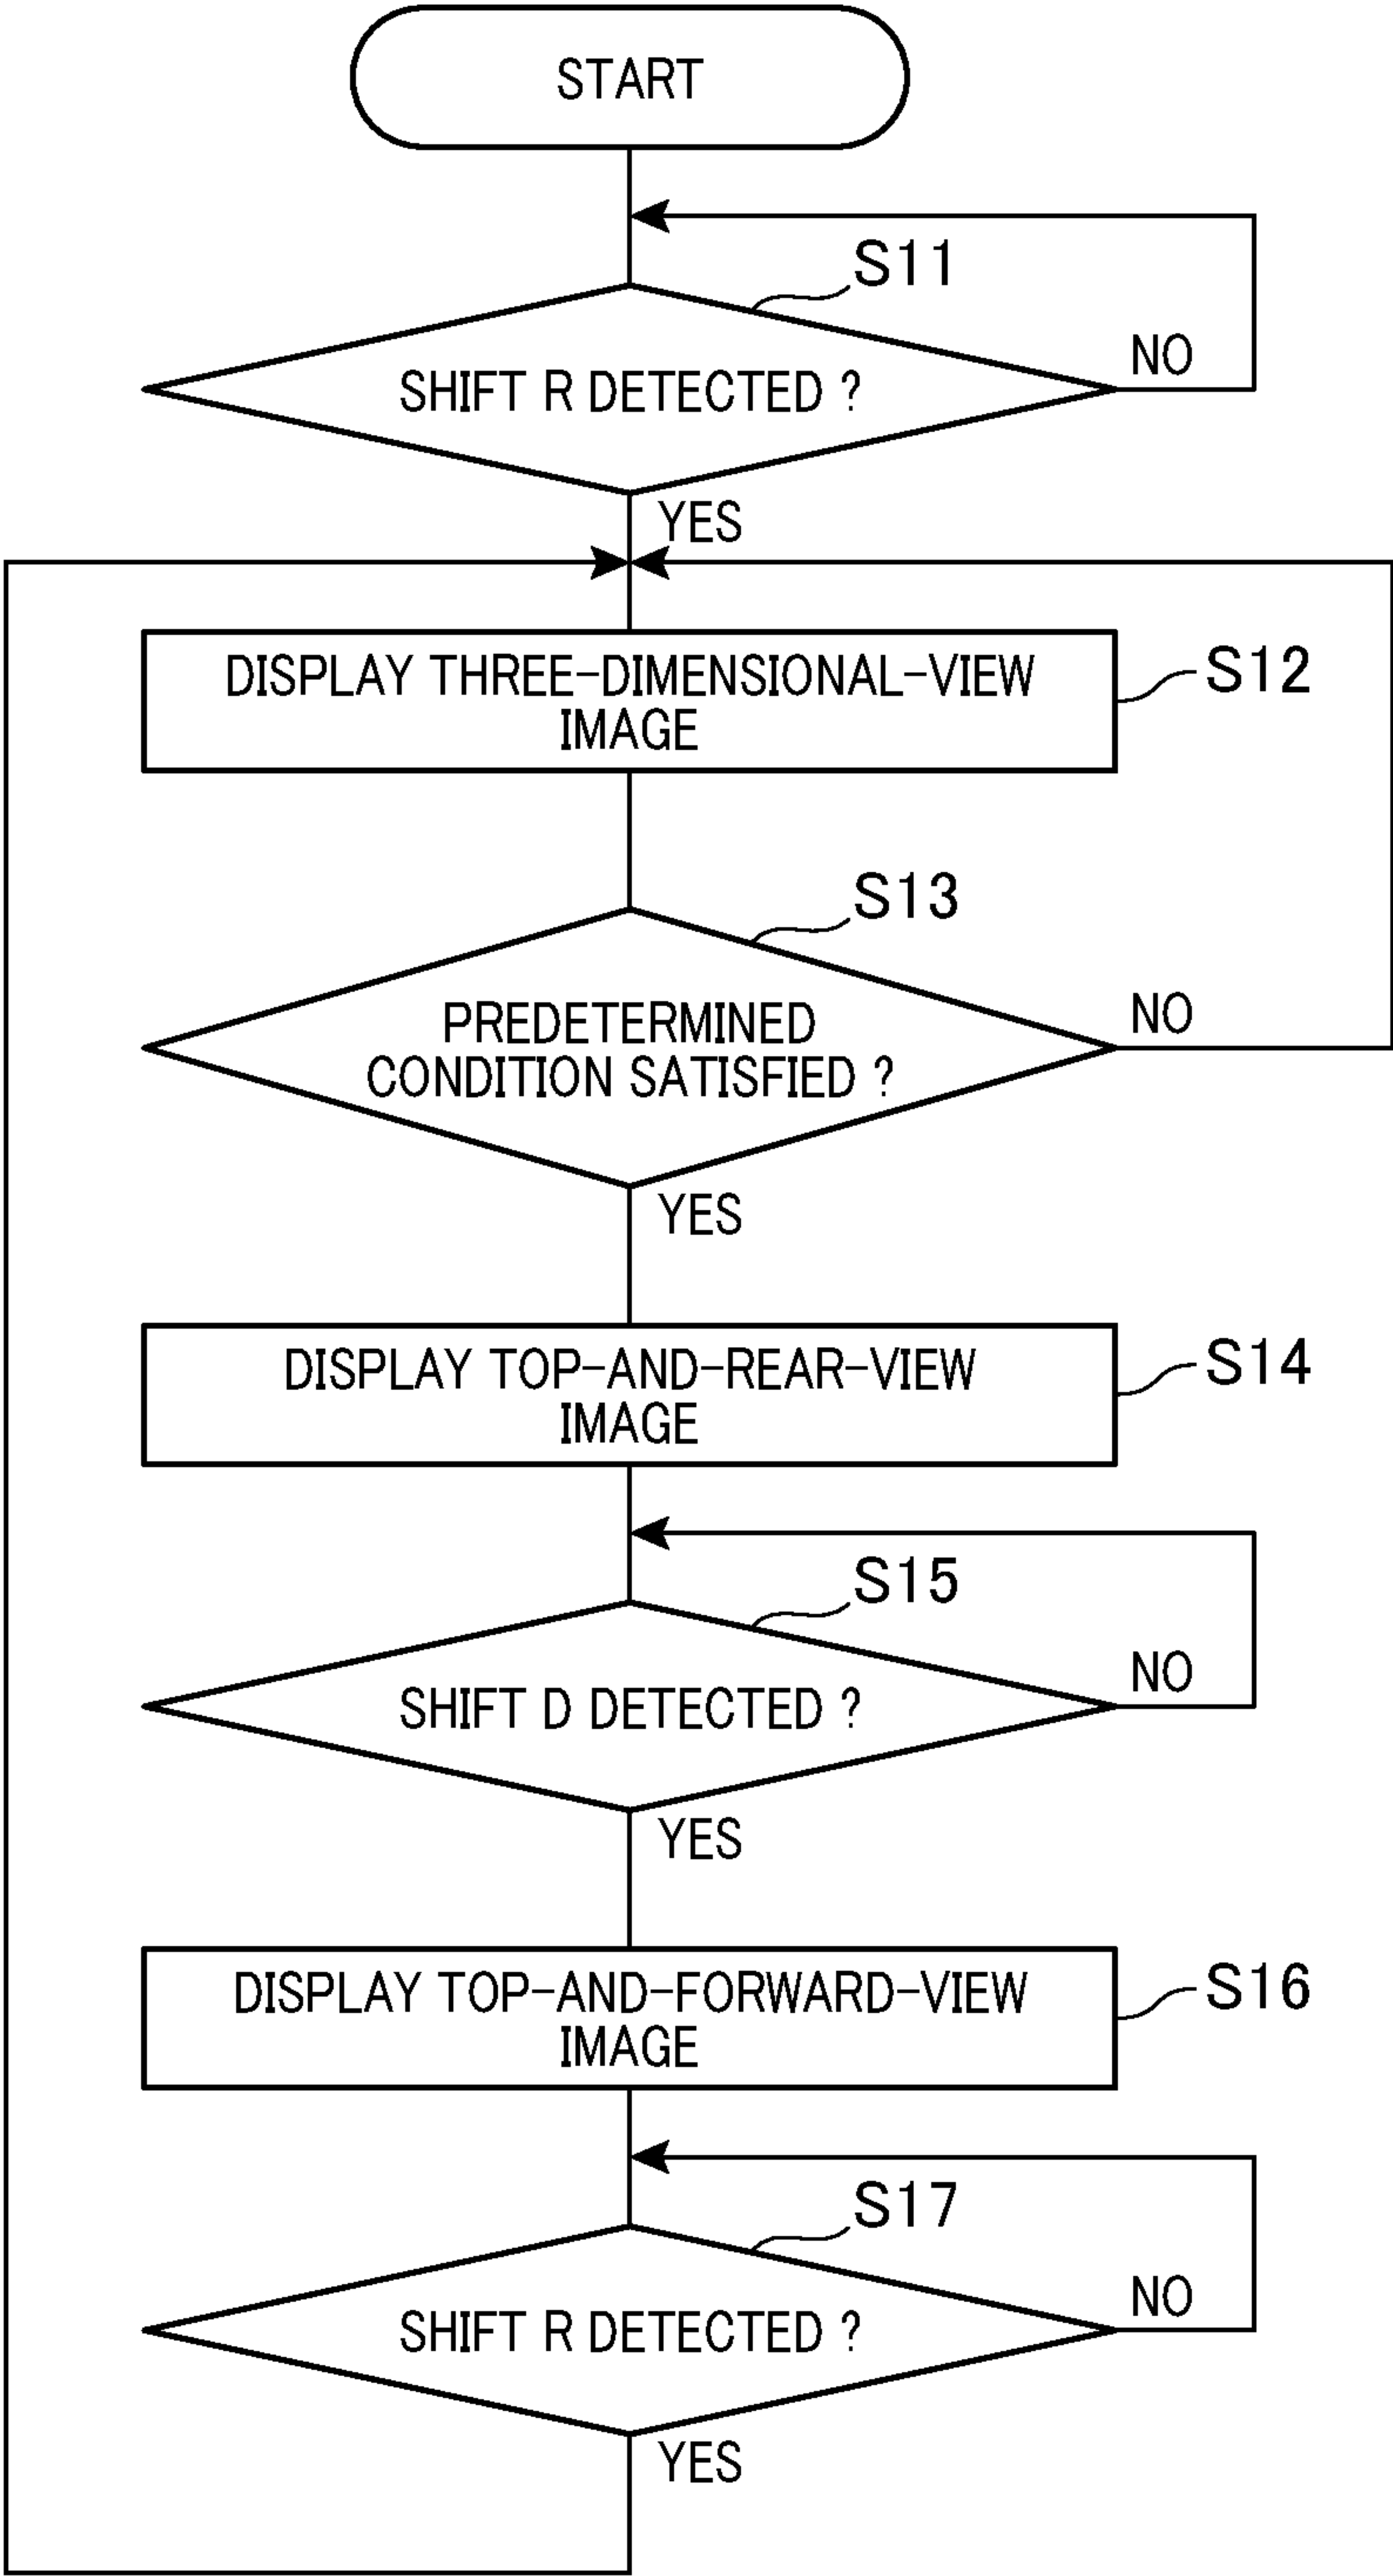 START
S11
SHIFT R DETECTED ?
NO
YES
DISPLAY THREE-DIMENSIONAL-VIEW
IMAGE
S12
S13
PREDETERMINED
CONDITION SATISFIED ?
NO
YES
DISPLAY TOP-AND-REAR-VIEW
IMAGE
S14
S15
SHIFT D DETECTED ?
NO
YES
DISPLAY TOP-AND-FORWARD-VIEW
IMAGE
S16
S17
SHIFT R DETECTED ?
NO
YES